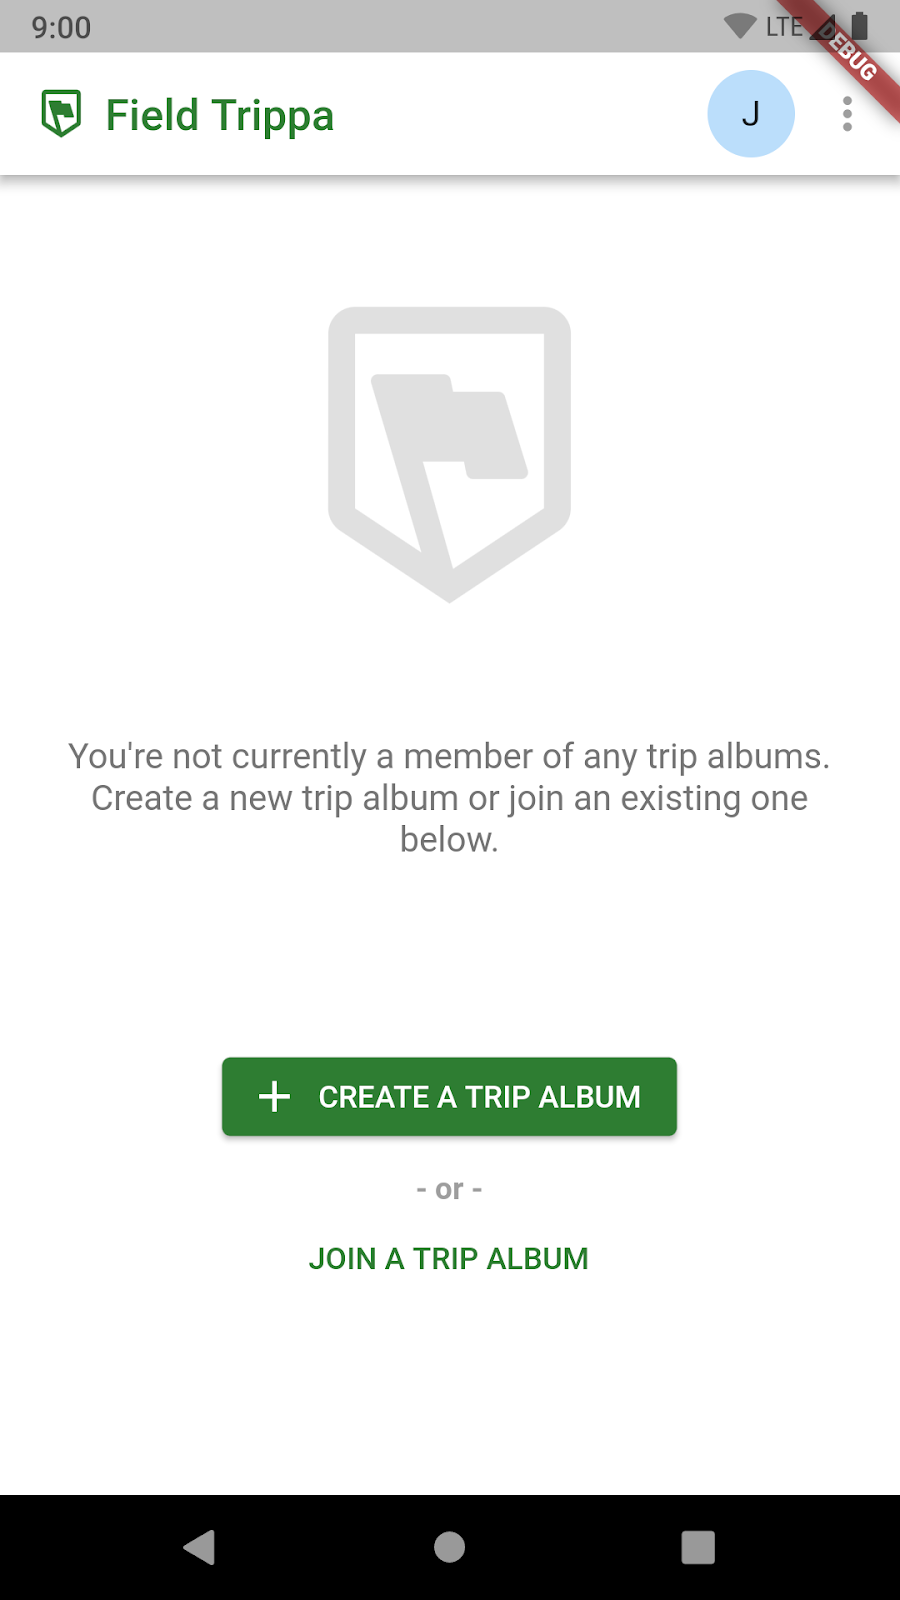 9:00
LTE
DEBUG
Field Trippa
J
You're not currently a member of any trip albums.
Create a new trip album or join an existing one
below.
CREATE A TRIP ALBUM
- or -
JOIN A TRIP ALBUM